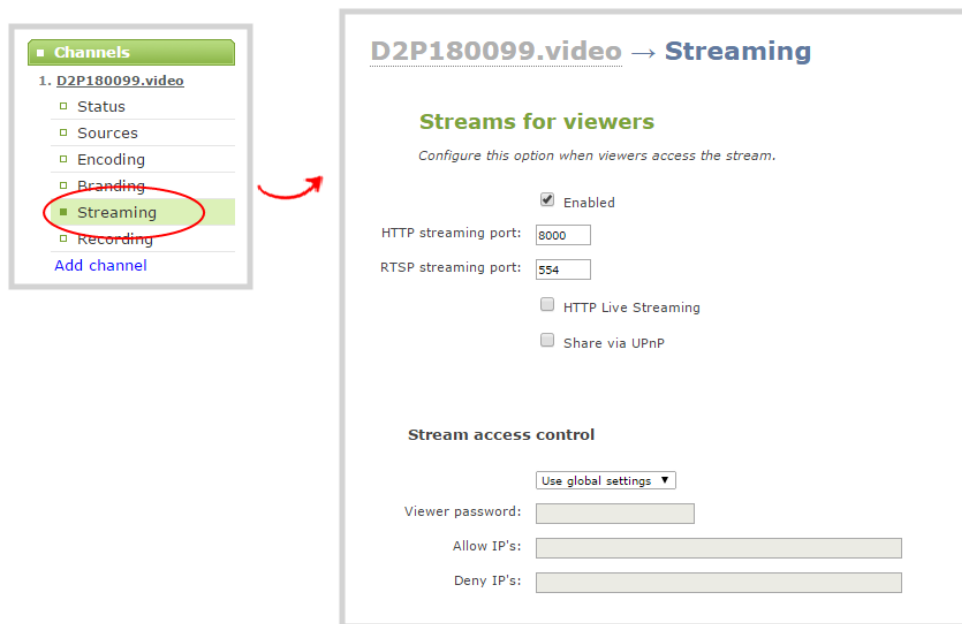 Channels
1. D2P180099.video
Status
Sources
Encoding
Branding
Streaming
Recording
Add channel
D2P180099.video → Streaming
Streams for viewers
Configure this option when viewers access the stream.
Enabled
HTTP streaming port: 8000
RTSP streaming port: 554
HTTP Live Streaming
Share via UPnP
Stream access control
Use global settings ▼
Viewer password:
Allow IP's:
Deny IP's: